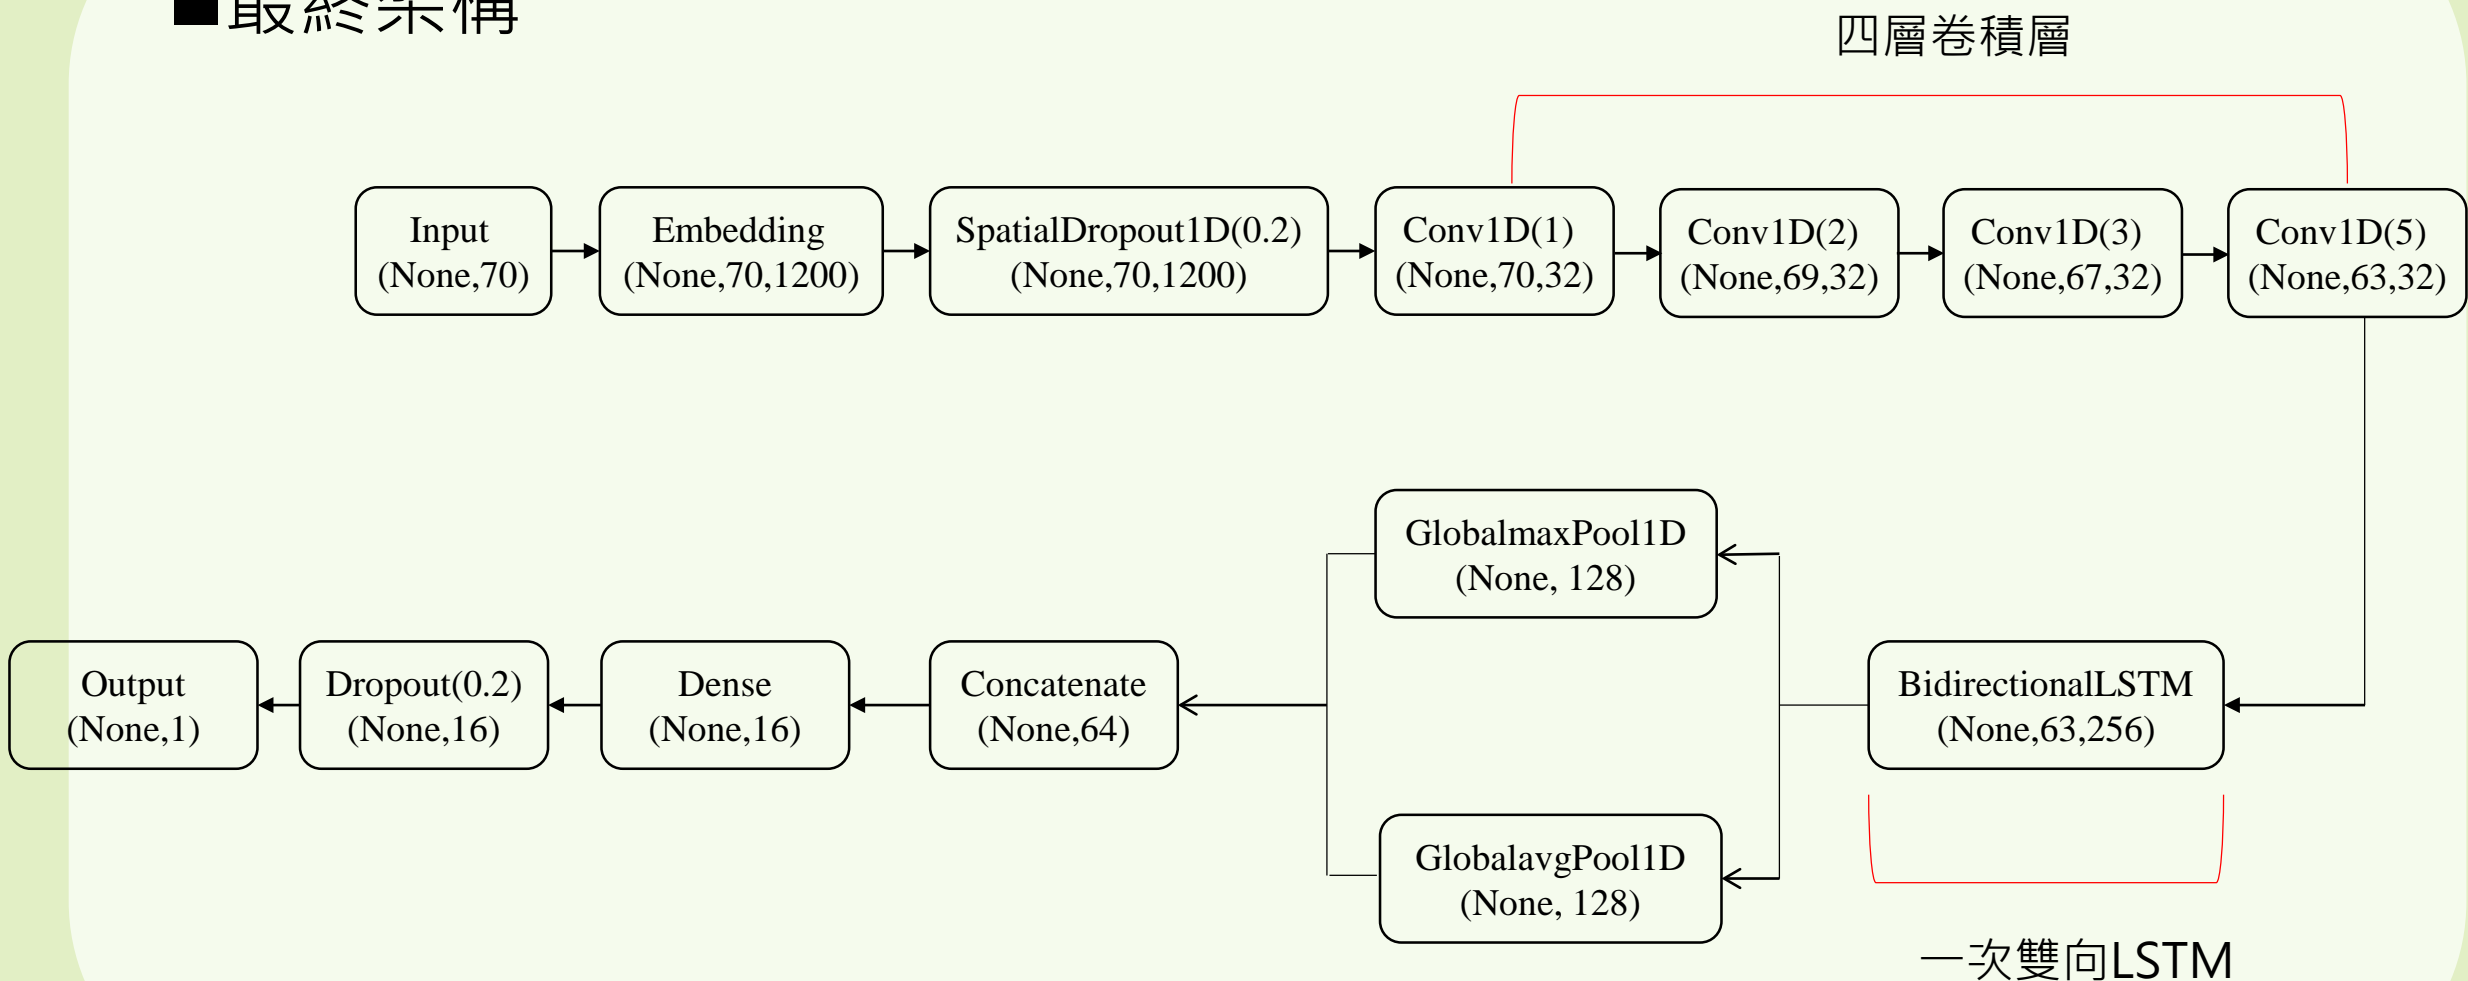 ■最終架構
四層卷積層
Input
(None,70)
Embedding
(None,70,1200)
SpatialDropout1D(0.2)
(None,70,1200)
Conv1D(1)
(None,70,32)
Conv1D(2)
(None,69,32)
Conv1D(3)
(None,67,32)
Conv1D(5)
(None,63,32)
BidirectionalLSTM
(None,63,256)
GlobalmaxPool1D
(None, 128)
GlobalavgPool1D
(None, 128)
Concatenate
(None,64)
Dense
(None,16)
Dropout(0.2)
(None,16)
Output
(None,1)
一次雙向LSTM